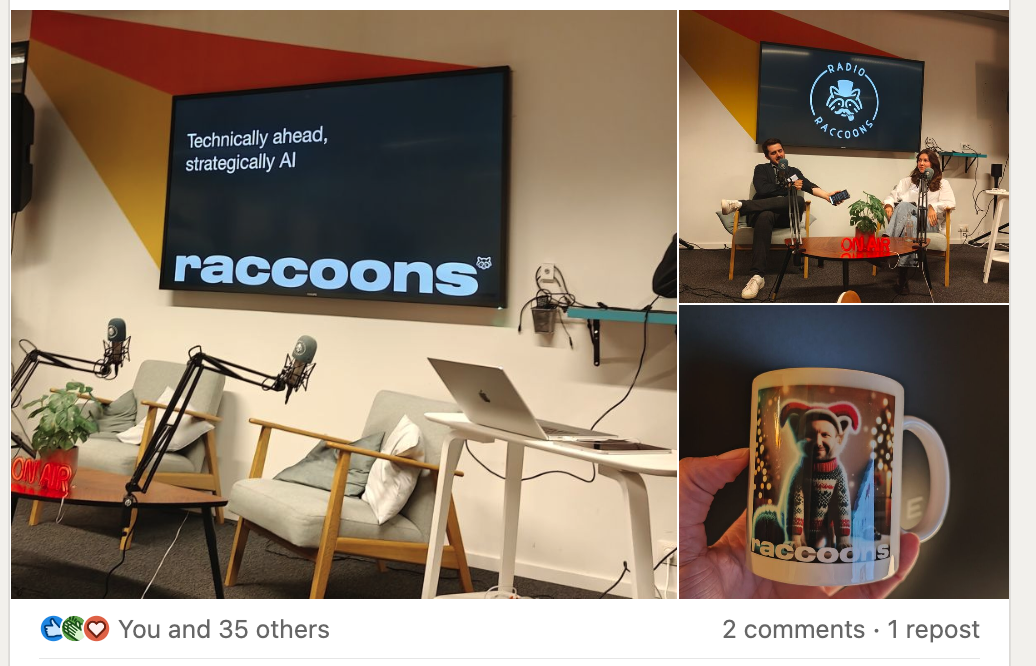 Technically ahead,
strategically AI
raccoons
ON AIR
RADIO
RACCOONS
ON AIR
raccoons
E
You and 35 others
2 comments · 1 repost